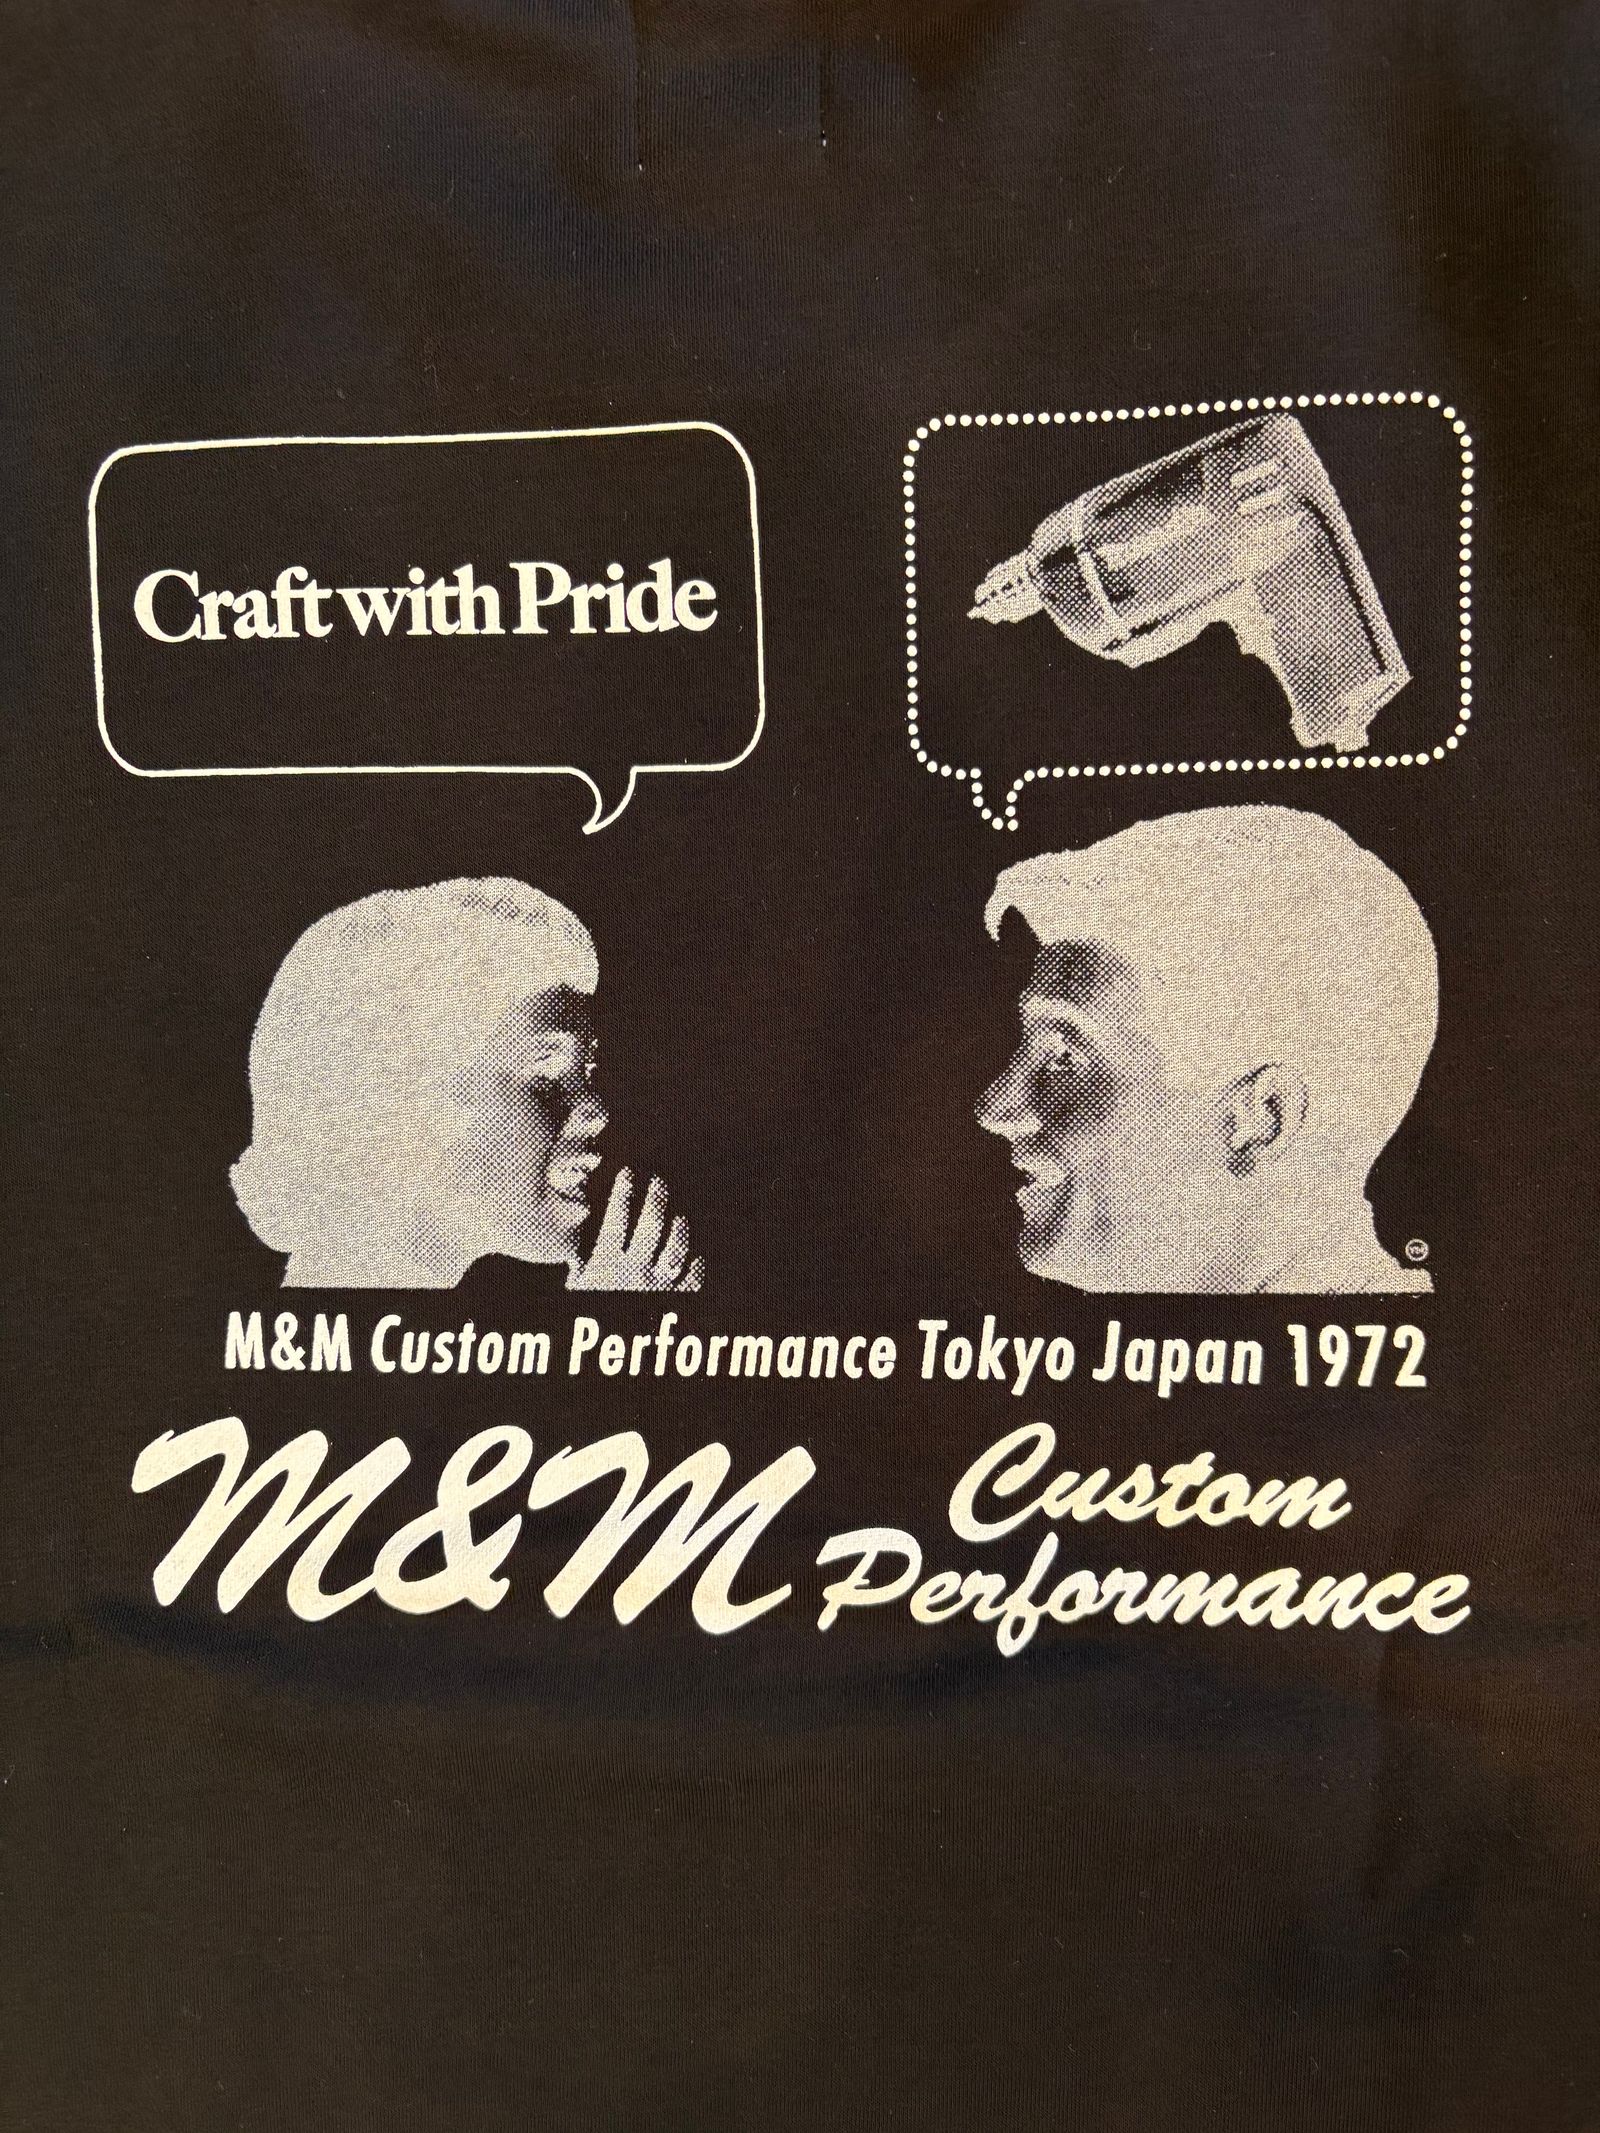 Craft with Pride
M&M Custom Performance Tokyo Japan 1972
M&M Custom
Performance